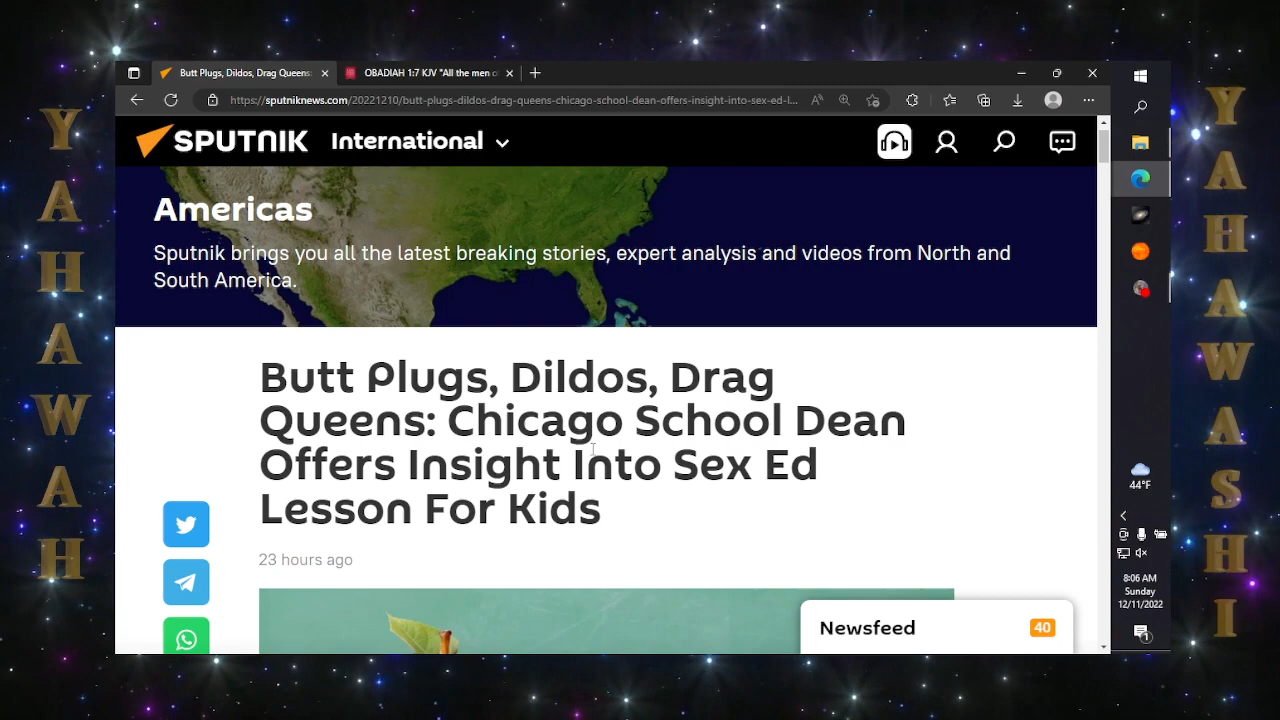 Y
A
H
A
W
A
H
Butt Plugs, Dildos, Drag Queens:
OBADIAH 1:7 KJV "All the men o
https://sputniknews.com/20221210/butt-plugs-dildos-drag-queens-chicago-school-dean-offers-insight-into-sex-ed-l...
SPUTNIK International
Americas
Sputnik brings you all the latest breaking stories, expert analysis and videos from North and
South America.
Butt Plugs, Dildos, Drag
Queens: Chicago School Dean
Offers Insight Into Sex Ed
Lesson For Kids
23 hours ago
Newsfeed 40
44°F
8:06 AM
Sunday
12/11/2022
1
Y
A
H
A
W
A
S
H
I